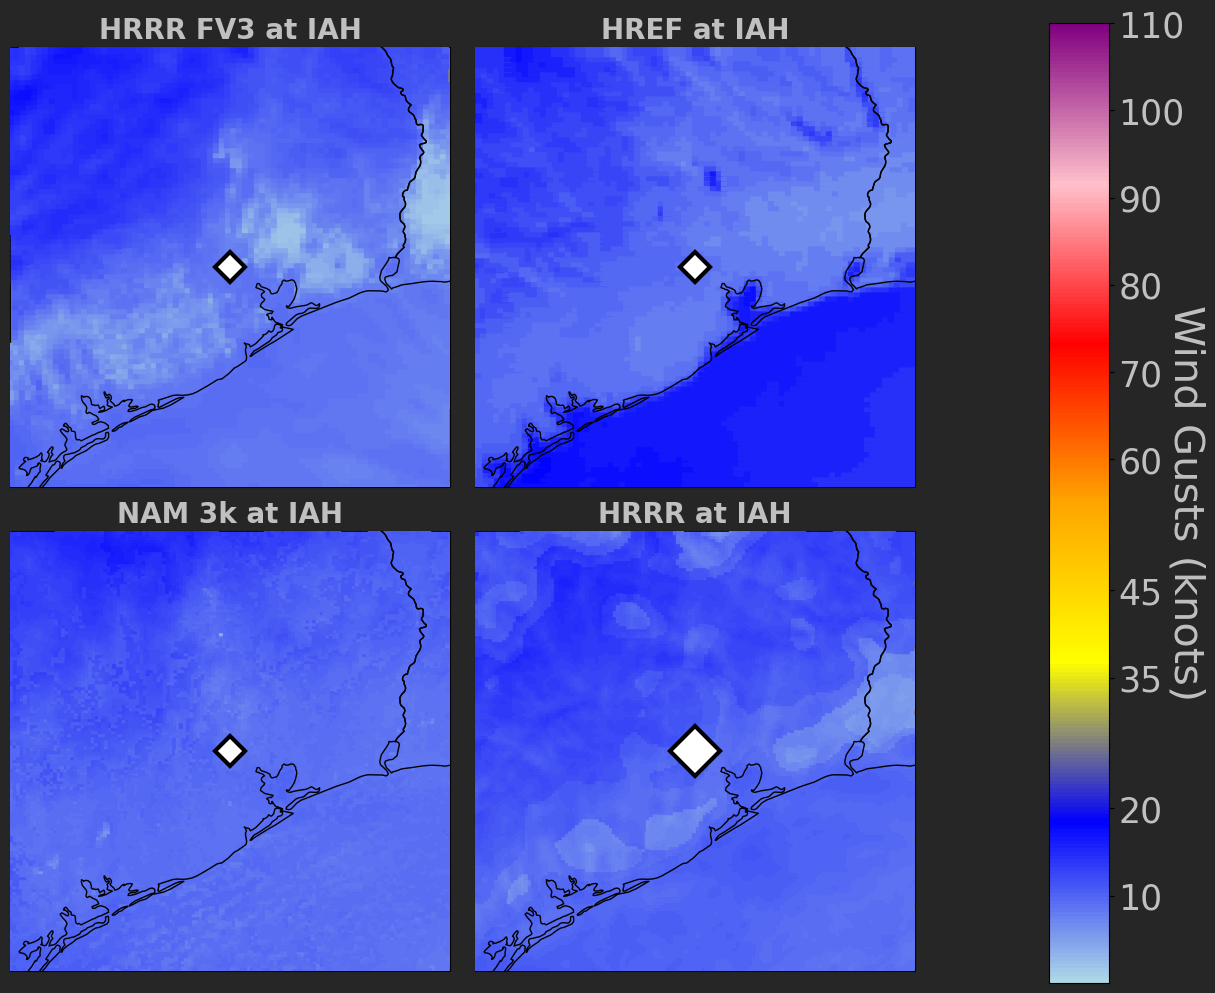 HRRR FV3 at IAH
HREF at IAH
NAM 3k at IAH
HRRR at IAH
110
100
90
80
70
60
45
35
20
10
Wind Gusts (knots)